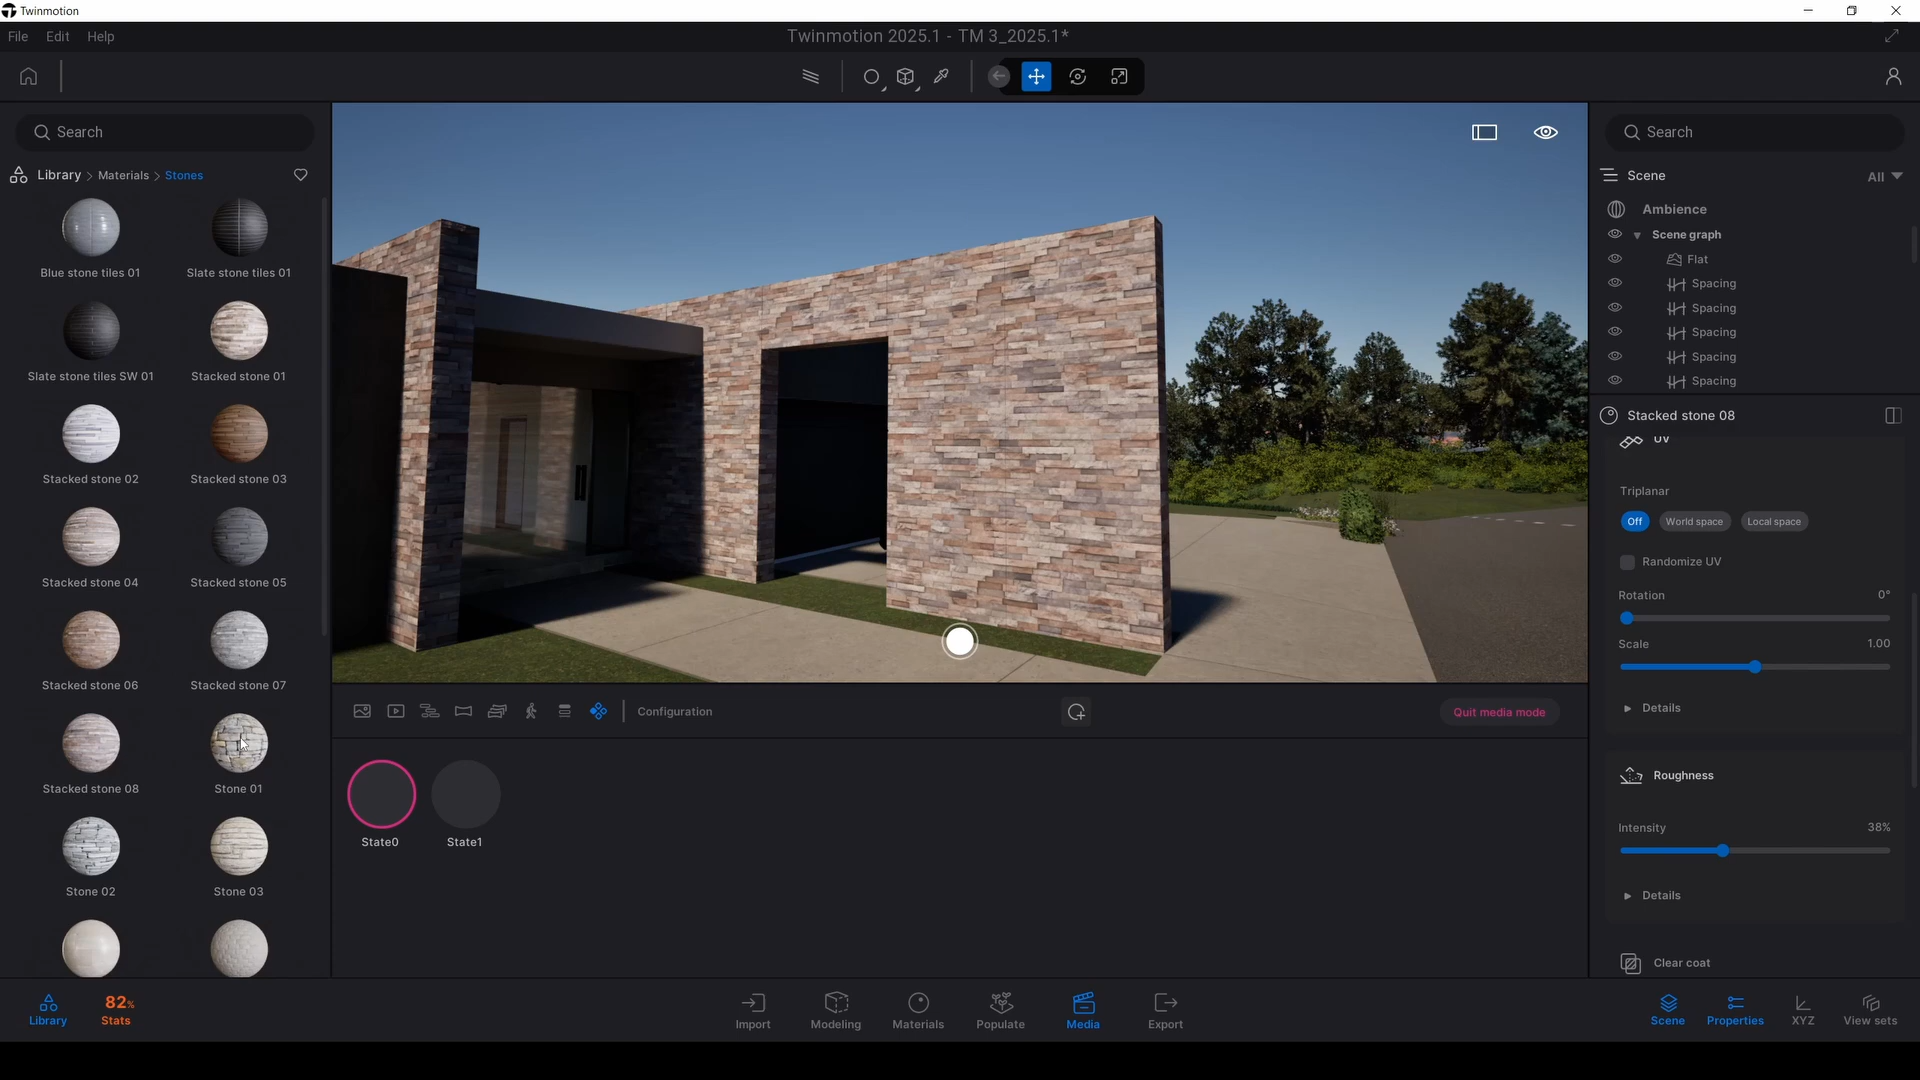 Twinmotion
File Edit Help
Twinmotion 2025.1 - TM 3_2025.1*
Search
Library > Materials > Stones
Blue stone tiles 01
Slate stone tiles 01
Slate stone tiles SW 01
Stacked stone 01
Stacked stone 02
Stacked stone 03
Stacked stone 04
Stacked stone 05
Stacked stone 06
Stacked stone 07
Stacked stone 08
Stone 01
Stone 02
Stone 03
Configuration
Quit media mode
State0
State1
Search
Scene
All
Ambience
Scene graph
Flat
Spacing
Spacing
Spacing
Spacing
Spacing
Stacked stone 08
UV
Triplanar
Off World space Local space
Randomize UV
Rotation 0°
Scale 1.00
Details
Roughness
Intensity 38%
Details
Clear coat
Library
82%
Stats
Import
Modeling
Materials
Populate
Media
Export
Scene
Properties
XYZ
View sets